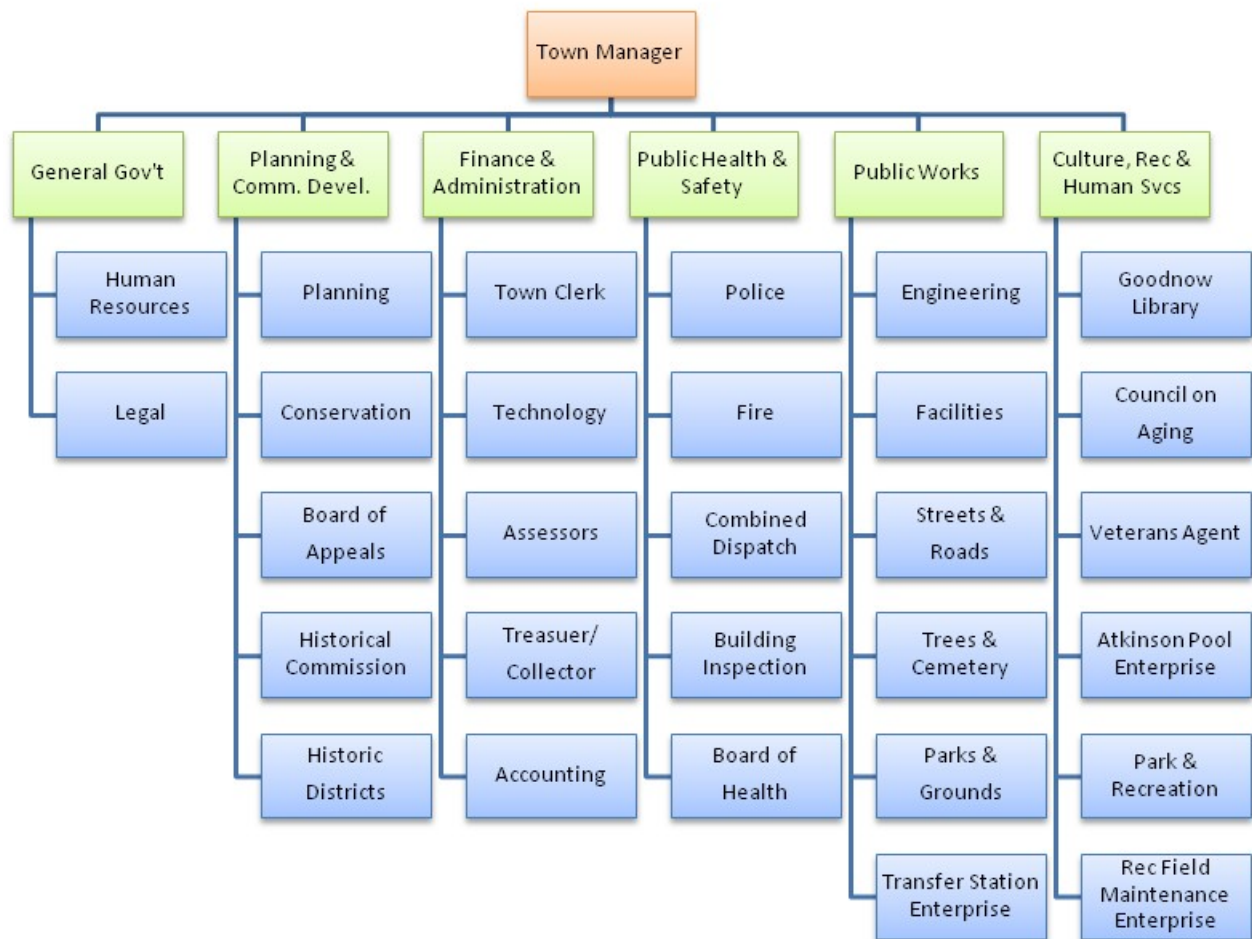 Town Manager
General Gov't
Planning &
Comm. Devel.
Finance &
Administration
Public Health &
Safety
Public Works
Culture, Rec &
Human Svcs
Human
Resources
Legal
Planning
Conservation
Board of
Appeals
Historical
Commission
Historic
Districts
Town Clerk
Technology
Assessors
Treasuer/
Collector
Accounting
Police
Fire
Combined
Dispatch
Building
Inspection
Board of
Health
Engineering
Facilities
Streets &
Roads
Trees &
Cemetery
Parks &
Grounds
Transfer Station
Enterprise
Goodnow
Library
Council on
Aging
Veterans Agent
Atkinson Pool
Enterprise
Park &
Recreation
Rec Field
Maintenance
Enterprise